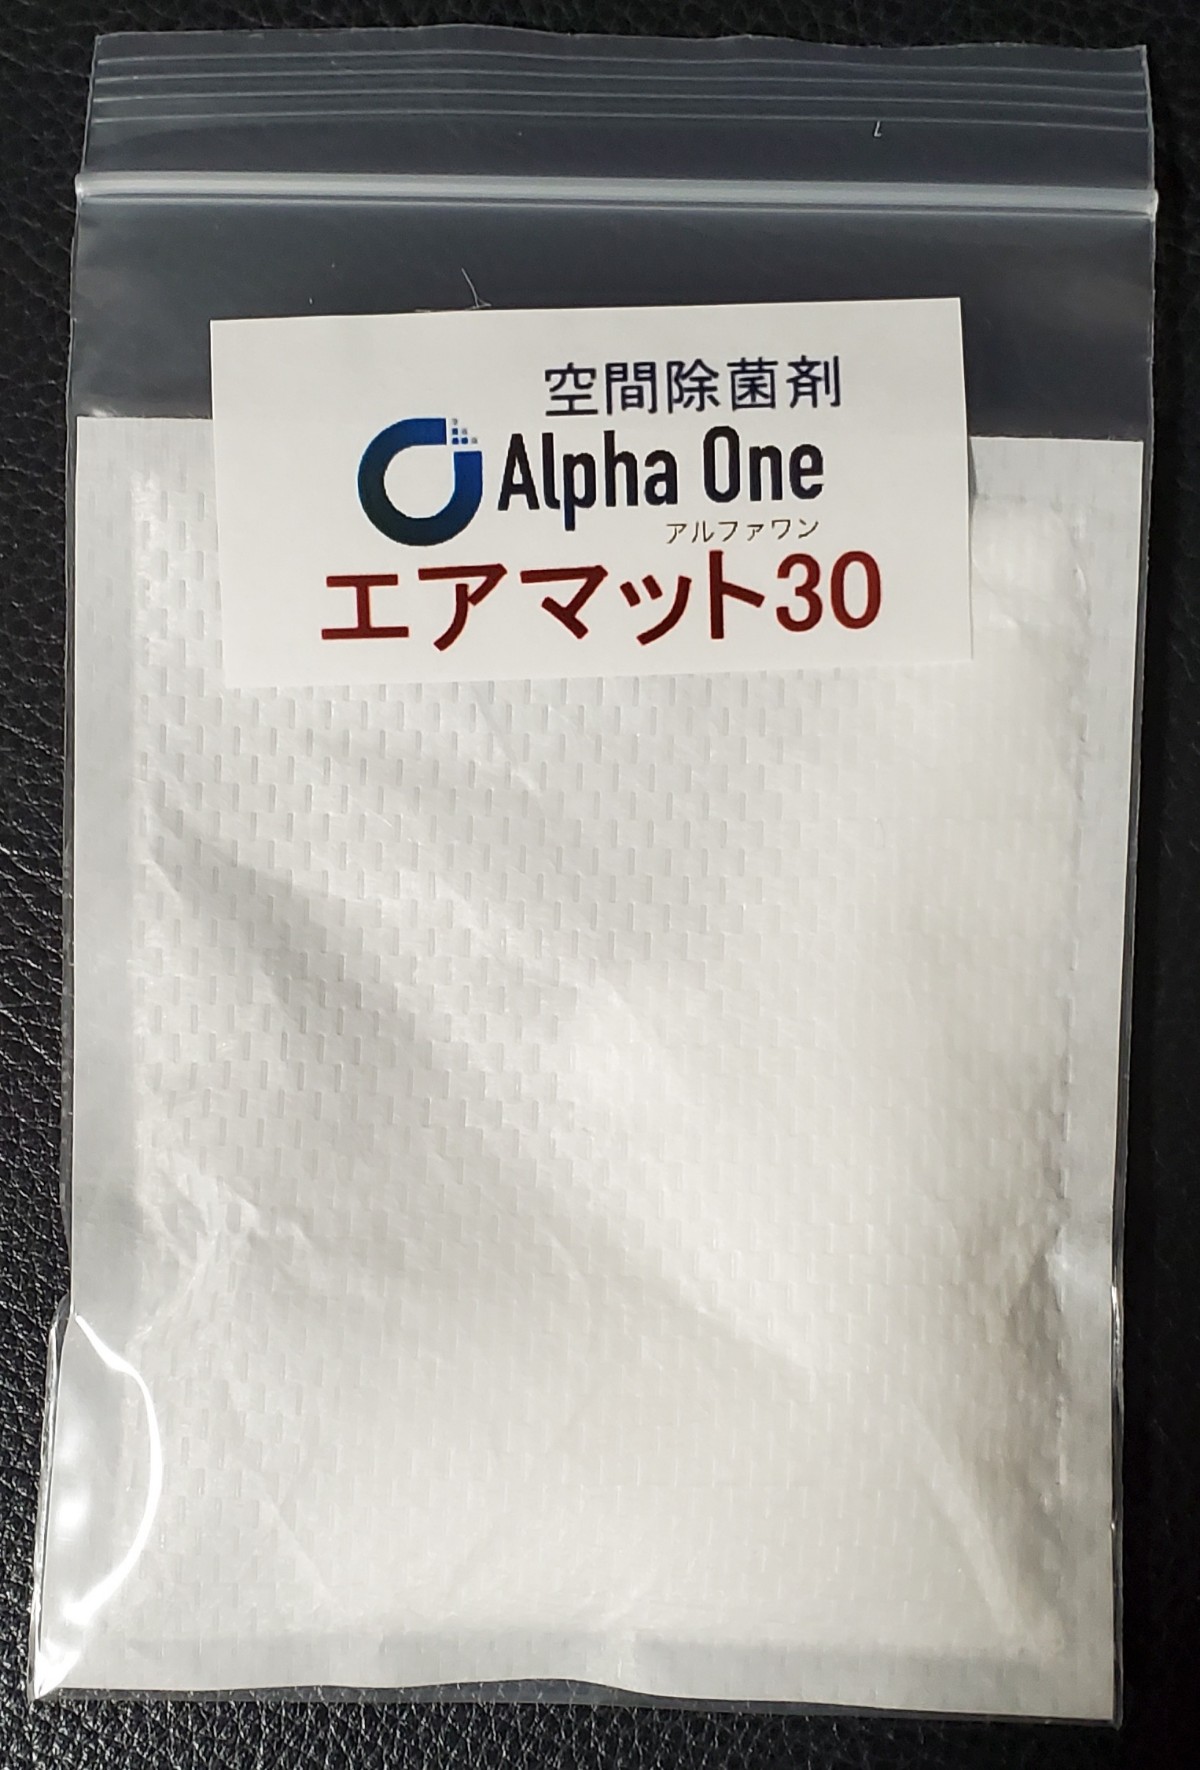 空間除菌剤
Alpha One
アルファワン
エアマット30